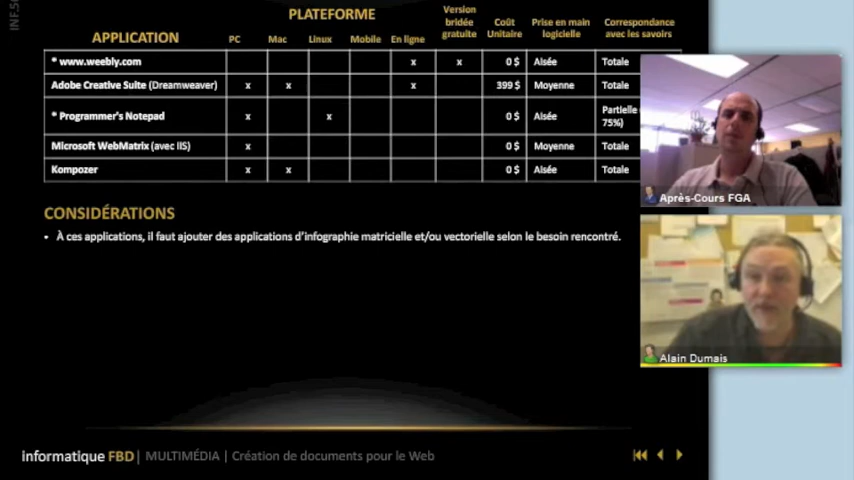 INF.5
PLATEFORME
Version bridée gratuite
Coût Unitaire
Prise en main logicielle
Correspondance avec les savoirs
APPLICATION PC Mac Linux Mobile En ligne
* www.weebly.com x x 0 $ Aisée Totale
Adobe Creative Suite (Dreamweaver) x x x 399 $ Moyenne Totale
* Programmer's Notepad x x 0 $ Aisée Partielle 75%)
Microsoft WebMatrix (avec IIS) x 0 $ Moyenne Totale
Kompozer x x 0 $ Aisée Totale
CONSIDÉRATIONS
• À ces applications, il faut ajouter des applications d'infographie matricielle et/ou vectorielle selon le besoin rencontré.
Après-Cours FGA
Alain Dumais
informatique FBD | MULTIMÉDIA | Création de documents pour le Web